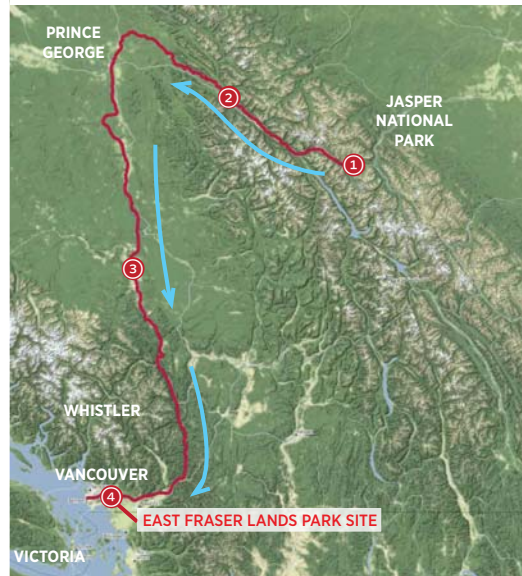 PRINCE
GEORGE
2
JASPER
NATIONAL
PARK
1
3
WHISTLER
VANCOUVER
4
EAST FRASER LANDS PARK SITE
VICTORIA